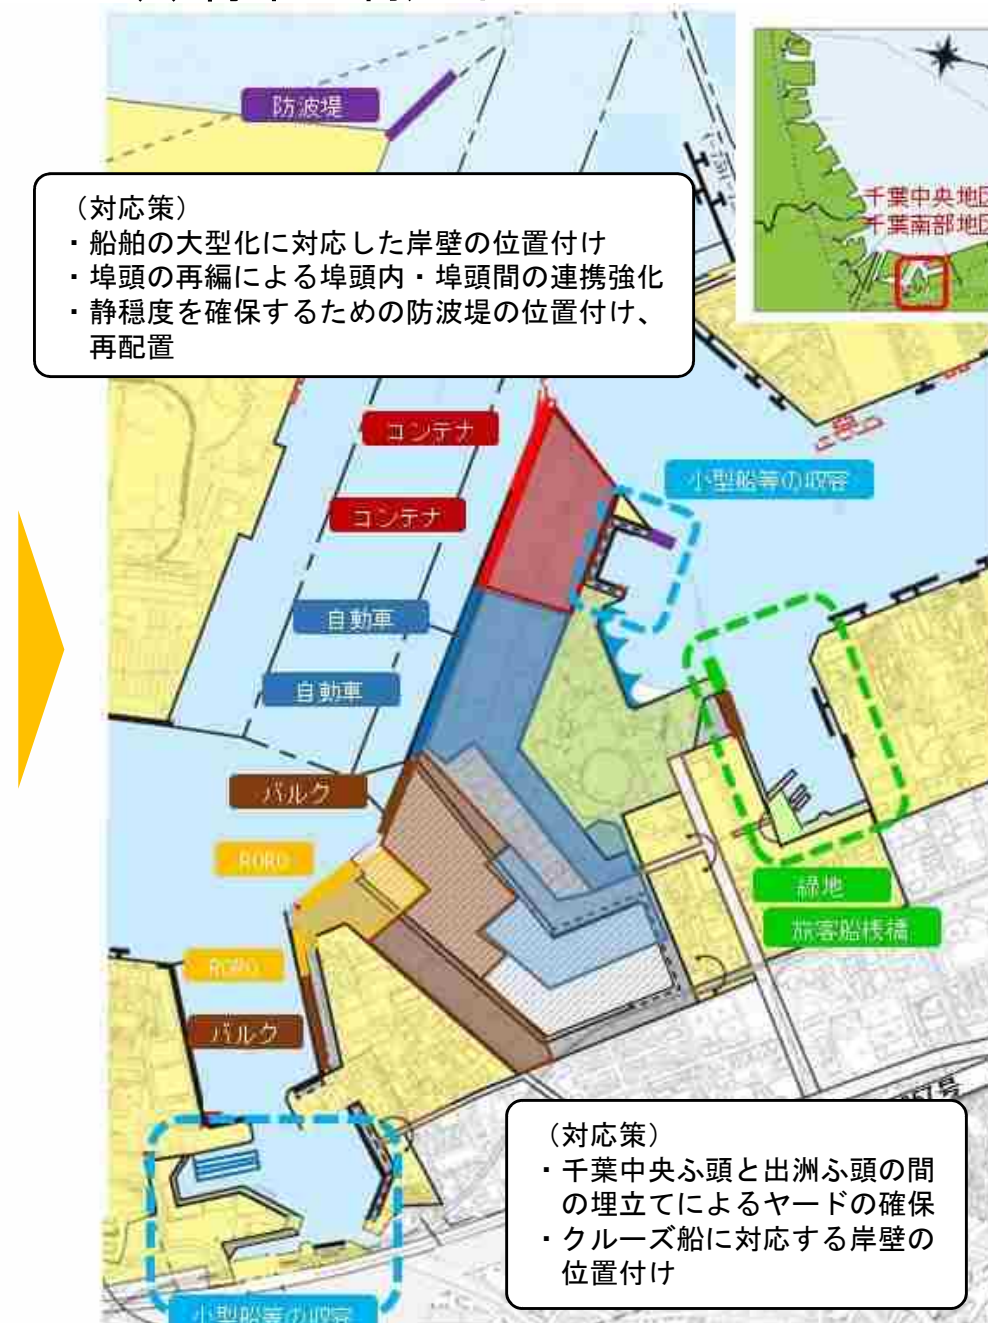 防波堤
千葉中央地区
千葉南部地区
（対応策）
・船舶の大型化に対応した岸壁の位置付け
・埠頭の再編による埠頭内・埠頭間の連携強化
・静穏度を確保するための防波堤の位置付け、
再配置
コンテナ
小型船等の収容
コンテナ
自動車
自動車
バルク
RORO
緑地
旅客船桟橋
RORO
バルク
（対応策）
・千葉中央ふ頭と出洲ふ頭の間
の埋立てによるヤードの確保
・クルーズ船に対応する岸壁の
位置付け
小型船等の収容